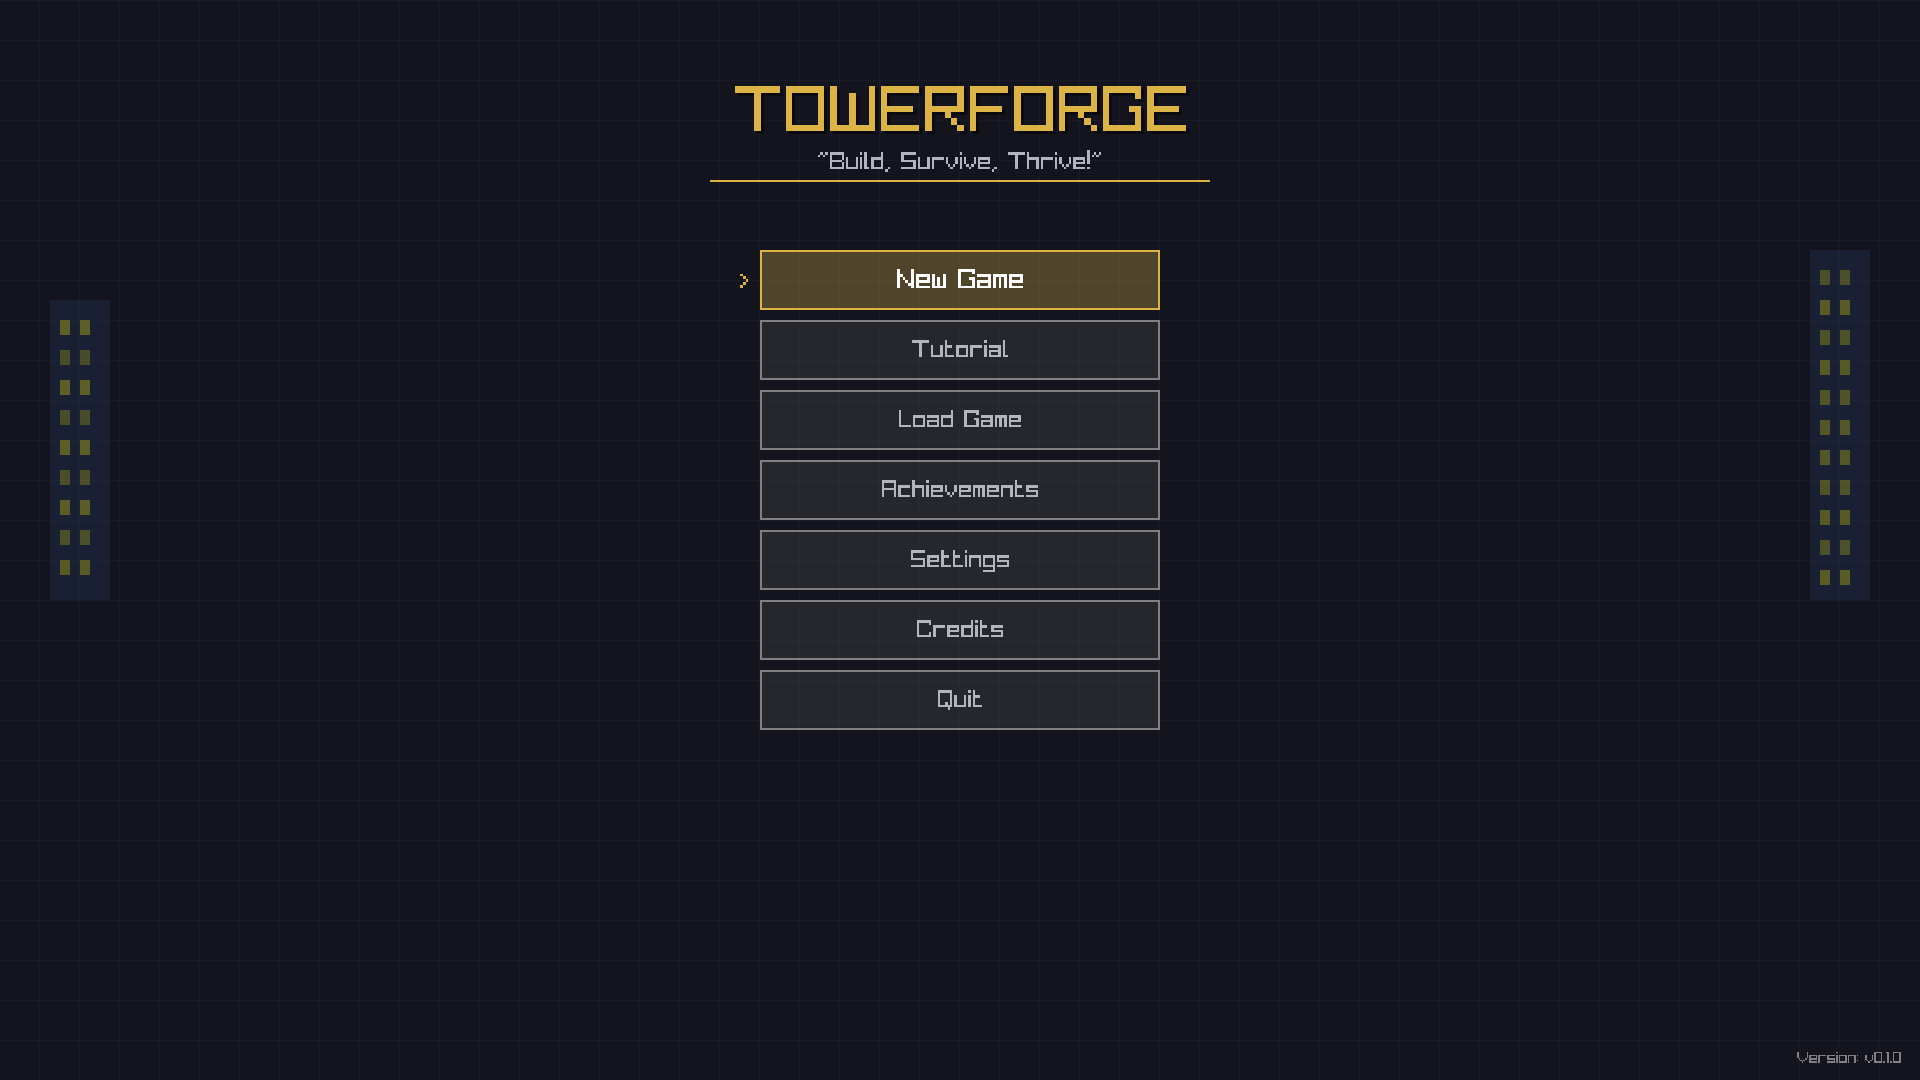 TOWERFORGE
"Build, Survive, Thrive!"
> New Game
Tutorial
Load Game
Achievements
Settings
Credits
Quit
Version: v0.1.0